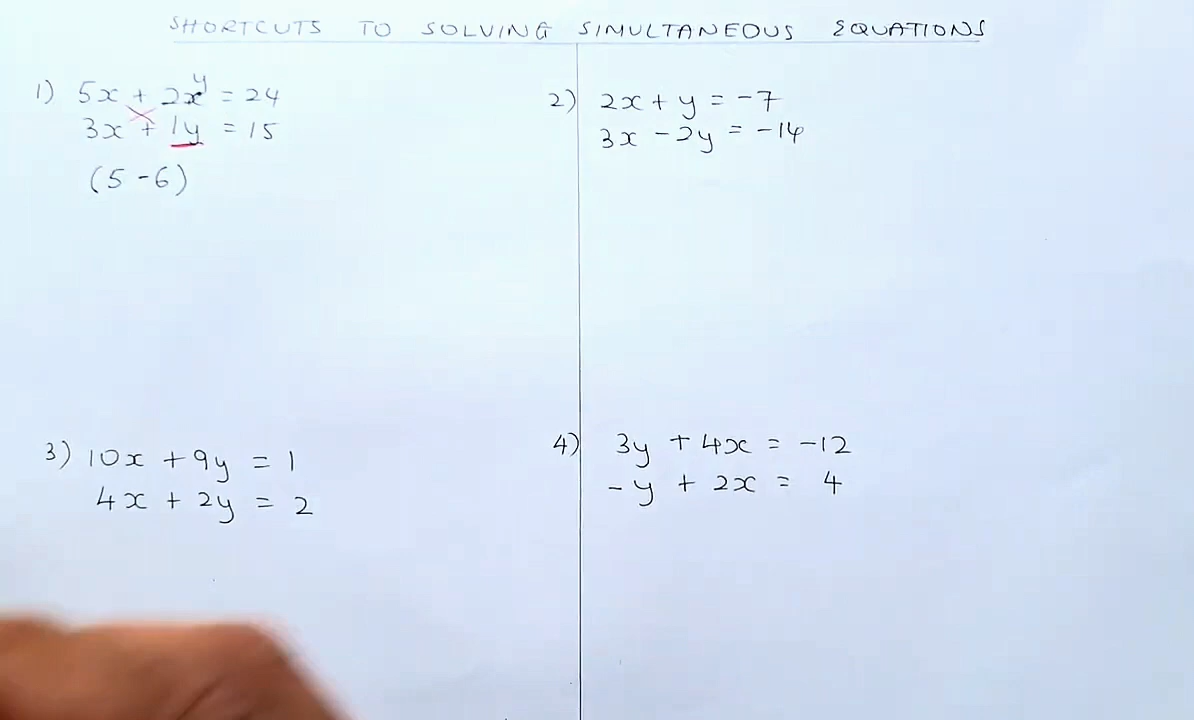 SHORTCUTS TO SOLVING SIMULTANEOUS EQUATIONS
1) 5x + 2y = 24
3x + 1y = 15
(5 - 6)
2) 2x + y = -7
3x - 2y = -14
3) 10x + 9y = 1
4x + 2y = 2
4) 3y + 4x = -12
-y + 2x = 4